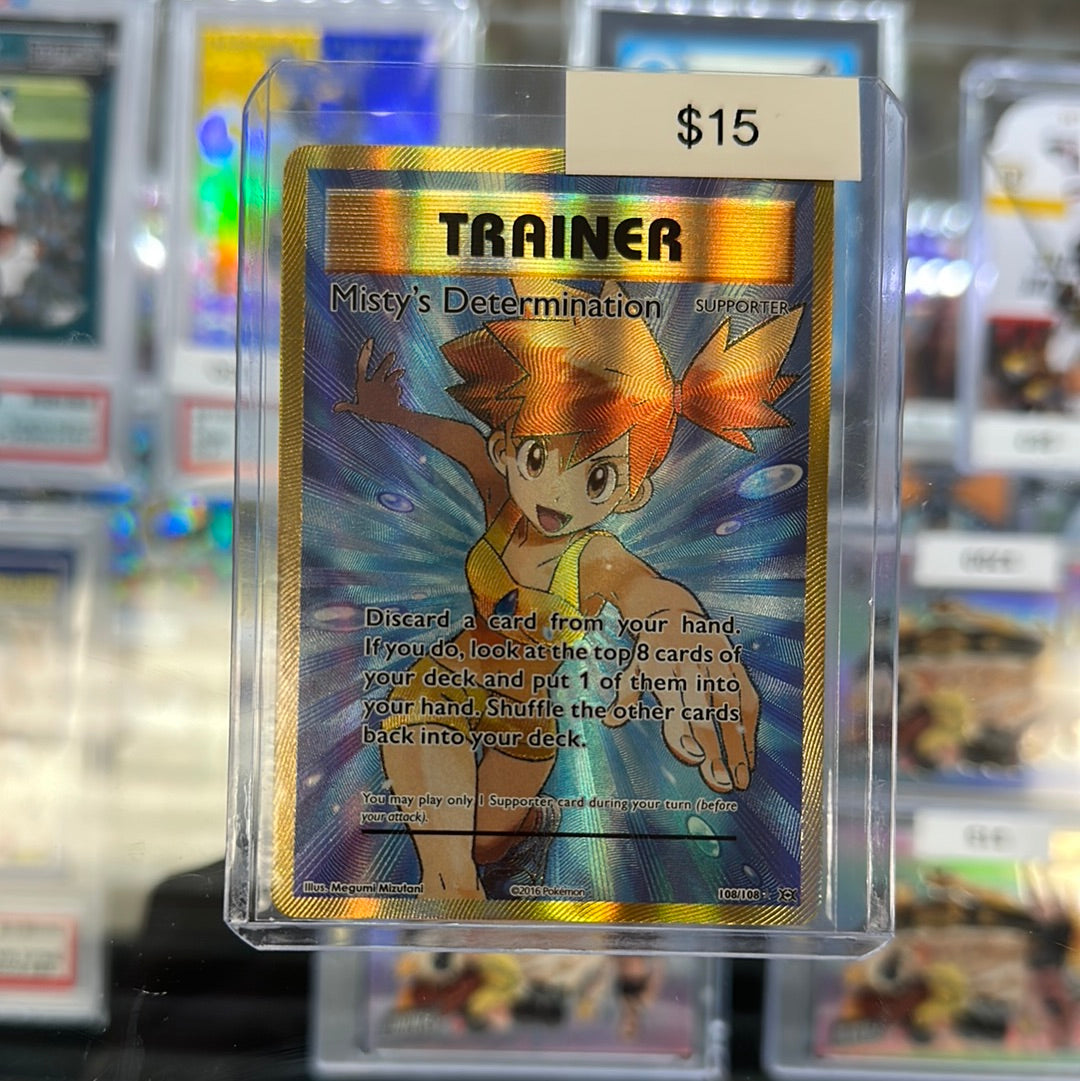 $15
TRAINER
Misty's Determination SUPPORTER
Discard a card from your hand.
If you do, look at the top 8 cards of
your deck and put 1 of them into
your hand. Shuffle the other cards
back into your deck.
You may play only 1 Supporter card during your turn (before
your attack).
Illus. Megumi Mizutani ©2016 Pokémon 108/108